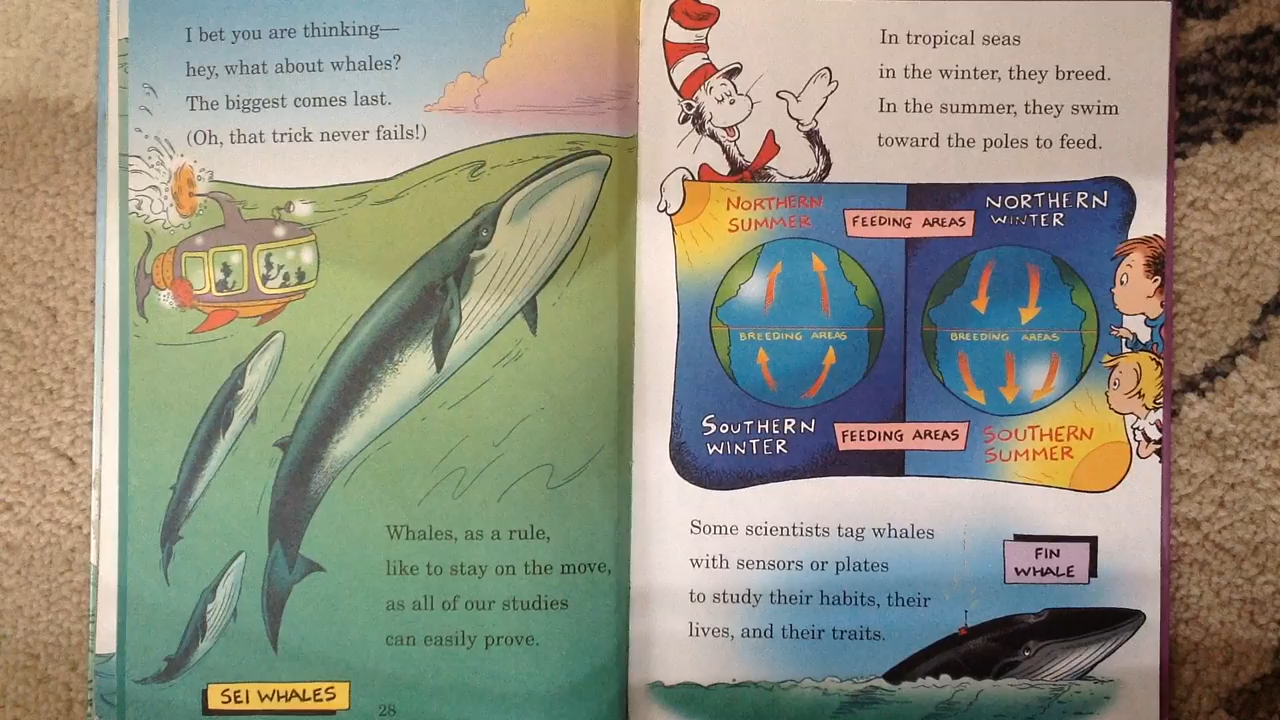 I bet you are thinking—
hey, what about whales?
The biggest comes last.
(Oh, that trick never fails!)
Whales, as a rule,
like to stay on the move,
as all of our studies
can easily prove.
SEI WHALES
28
In tropical seas
in the winter, they breed.
In the summer, they swim
toward the poles to feed.
NORTHERN
SUMMER
FEEDING AREAS
NORTHERN
WINTER
BREEDING AREAS
BREEDING AREAS
SOUTHERN
WINTER
FEEDING AREAS
SOUTHERN
SUMMER
Some scientists tag whales
with sensors or plates
to study their habits, their
lives, and their traits.
FIN
WHALE